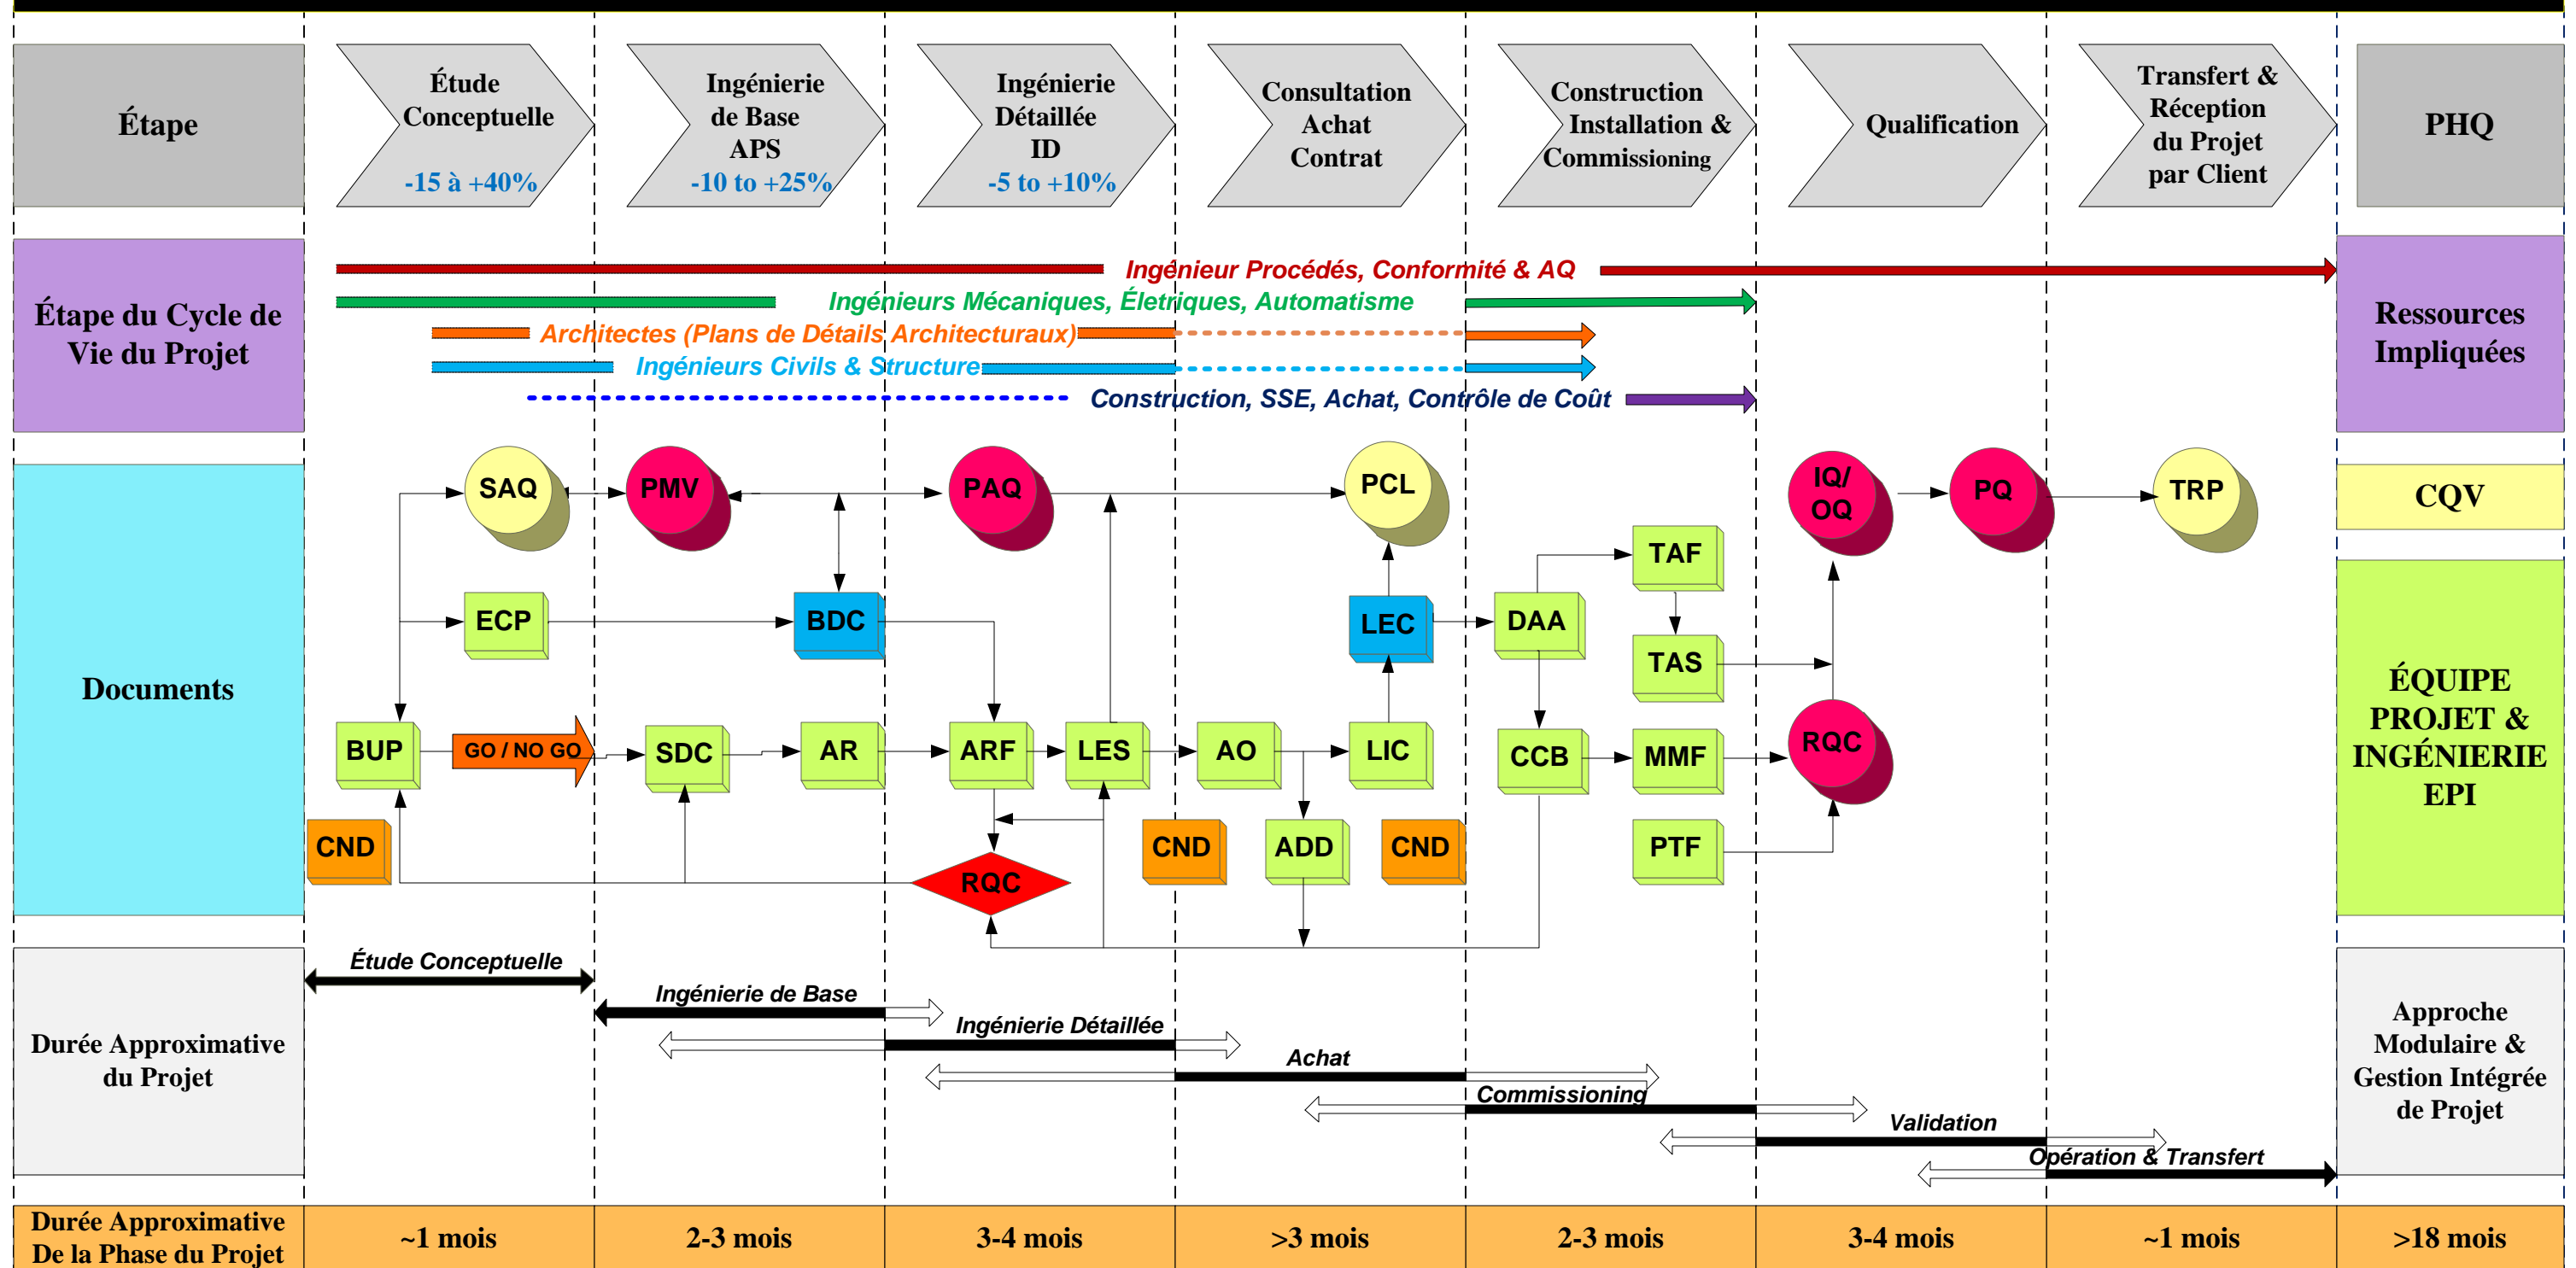 Étape
Étude
Conceptuelle
-15 à +40%
Ingénierie
de Base
APS
-10 to +25%
Ingénierie
Détaillée
ID
-5 to +10%
Consultation
Achat
Contrat
Construction
Installation &
Commissioning
Qualification
Transfert &
Réception
du Projet
par Client
PHQ
Étape du Cycle de
Vie du Projet
Ingénieur Procédés, Conformité & AQ
Ingénieurs Mécaniques, Életriques, Automatisme
Architectes (Plans de Détails Architecturaux)
Ingénieurs Civils & Structure
Construction, SSE, Achat, Contrôle de Coût
Ressources
Impliquées
Documents
SAQ
PMV
PAQ
PCL
IQ/
OQ
PQ
TRP
CQV
TAF
ECP
BDC
LEC
DAA
TAS
BUP
GO / NO GO
SDC
AR
ARF
LES
AO
LIC
CCB
MMF
RQC
CND
RQC
CND
ADD
CND
PTF
ÉQUIPE
PROJET &
INGÉNIERIE
EPI
Durée Approximative
du Projet
Étude Conceptuelle
Ingénierie de Base
Ingénierie Détaillée
Achat
Commissioning
Validation
Opération & Transfert
Approche
Modulaire &
Gestion Intégrée
de Projet
Durée Approximative
De la Phase du Projet
~1 mois
2-3 mois
3-4 mois
>3 mois
2-3 mois
3-4 mois
~1 mois
>18 mois